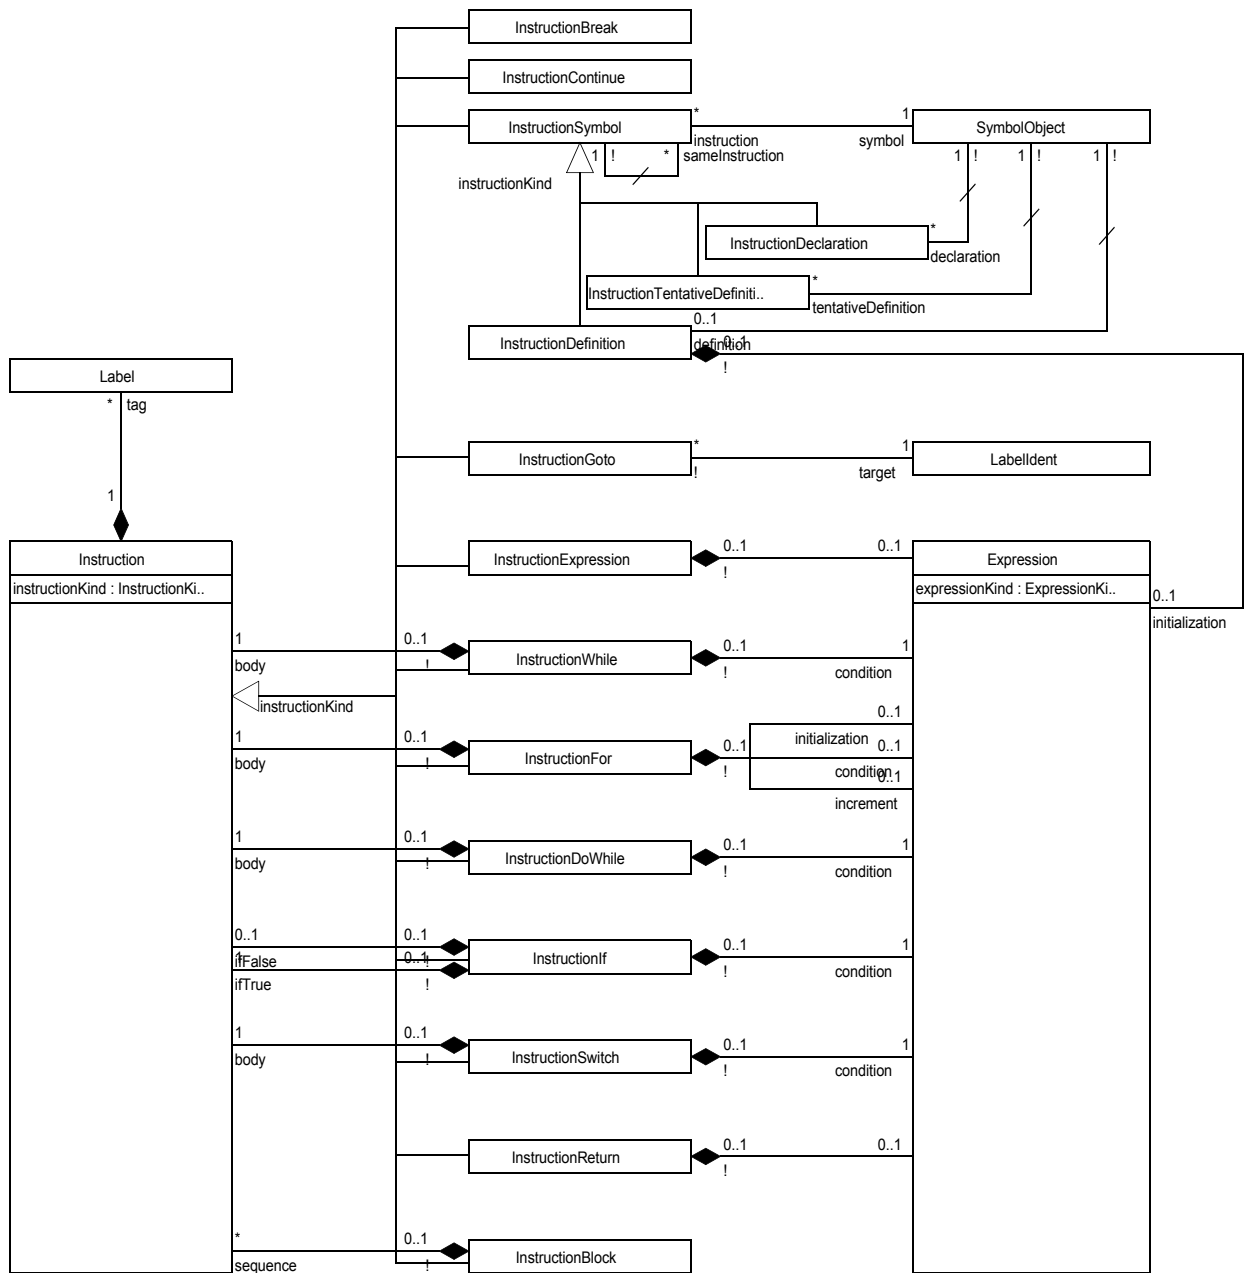 InstructionBreak
InstructionContinue
InstructionSymbol
* 1
SymbolObject
instruction symbol
1 ! * sameInstruction
1 ! 1 ! 1 !
instructionKind
InstructionDeclaration
*
declaration
InstructionTentativeDefiniti..
*
tentativeDefinition
0..1
InstructionDefinition
definition
0..1
!
Label
* tag
1
InstructionGoto
* 1
! target
LabelIdent
Instruction
instructionKind : InstructionKi..
InstructionExpression
0..1 0..1
!
Expression
expressionKind : ExpressionKi..
0..1
initialization
1 0..1
body !
InstructionWhile
0..1 1
! condition
instructionKind
0..1
initialization
1 0..1
body !
InstructionFor
0..1 0..1
! condition
0..1
increment
1 0..1
body !
InstructionDoWhile
0..1 1
! condition
0..1 0..1
ifFalse !
1 0..1
ifTrue !
InstructionIf
0..1 1
! condition
1 0..1
body !
InstructionSwitch
0..1 1
! condition
InstructionReturn
0..1 0..1
!
* 0..1
sequence !
InstructionBlock